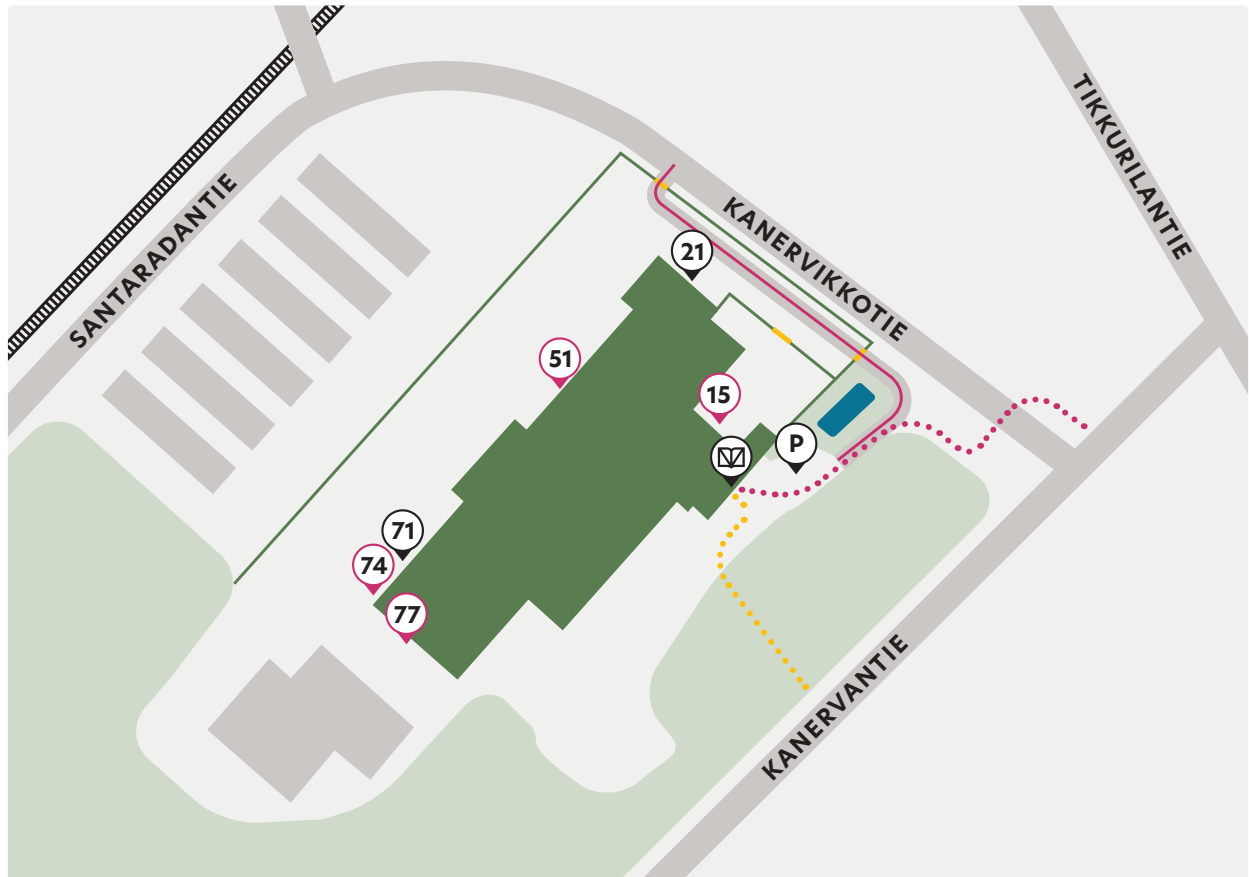 TIKKURILANTIE
SANTARADANTIE
KANERVIKKOTIE
21
51
15
P
71
74
77
KANERVANTIE